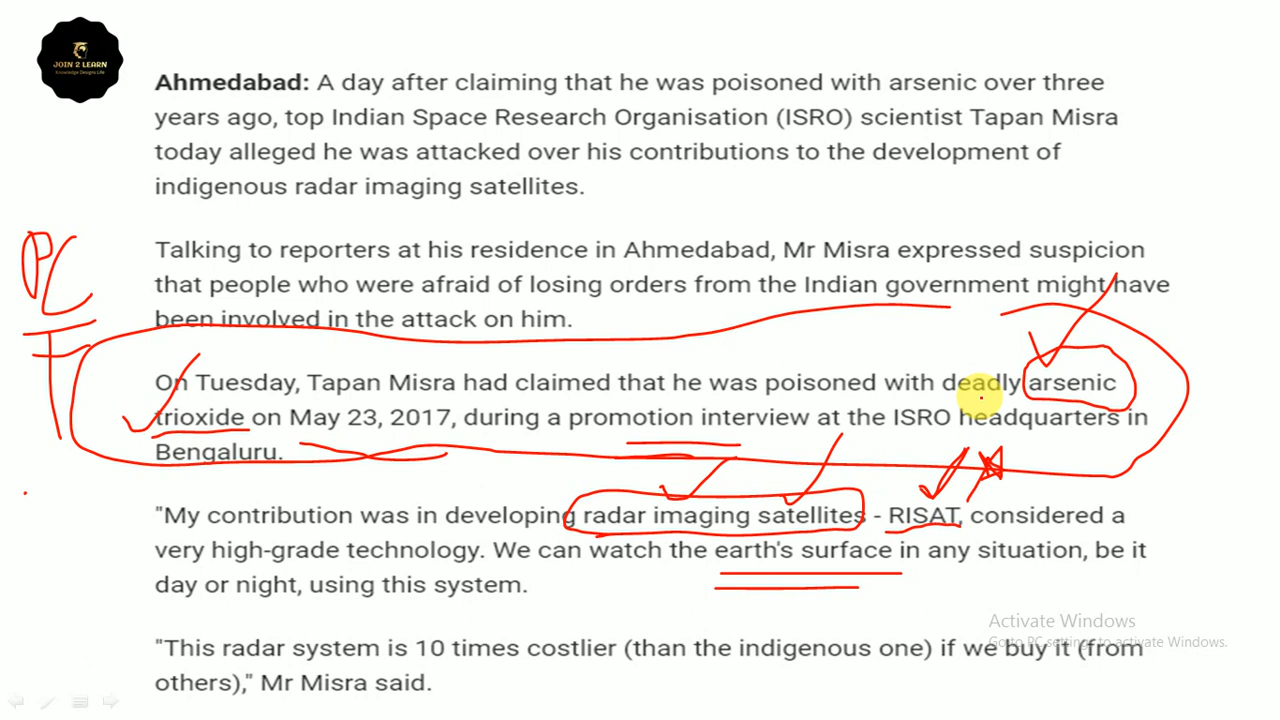 JOIN 2 LEARN
Knowledge Designs Life
Ahmedabad: A day after claiming that he was poisoned with arsenic over three
years ago, top Indian Space Research Organisation (ISRO) scientist Tapan Misra
today alleged he was attacked over his contributions to the development of
indigenous radar imaging satellites.
Talking to reporters at his residence in Ahmedabad, Mr Misra expressed suspicion
that people who were afraid of losing orders from the Indian government might have
been involved in the attack on him.
On Tuesday, Tapan Misra had claimed that he was poisoned with deadly arsenic
trioxide on May 23, 2017, during a promotion interview at the ISRO headquarters in
Bengaluru.
"My contribution was in developing radar imaging satellites - RISAT, considered a
very high-grade technology. We can watch the earth's surface in any situation, be it
day or night, using this system.
"This radar system is 10 times costlier (than the indigenous one) if we buy it (from
others)," Mr Misra said.
Activate Windows
Go to PC settings to activate Windows.